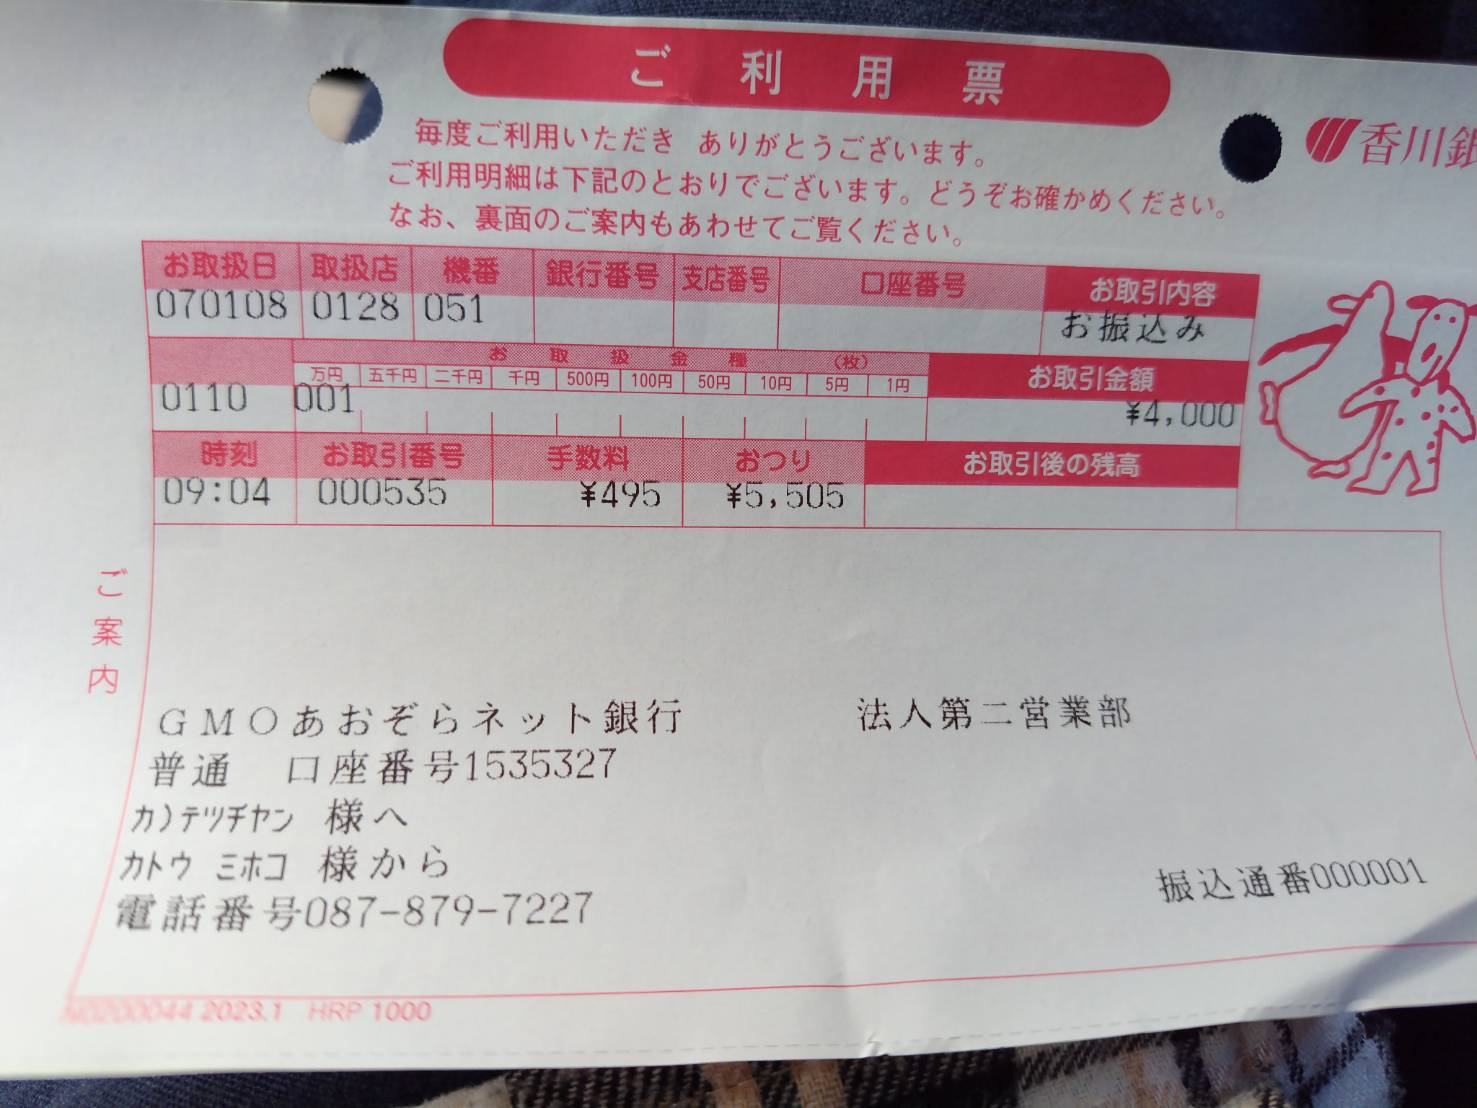 ご利用票
香川銀
毎度ご利用いただき ありがとうございます。
ご利用明細は下記のとおりでございます。どうぞお確かめください。
なお、裏面のご案内もあわせてご覧ください。
お取扱日 取扱店 機番 銀行番号 支店番号 口座番号 お取引内容
070108 0128 051 お振込み
お取扱金種 (枚) お取引金額
万円 五千円 二千円 千円 500円 100円 50円 10円 5円 1円
0110 001 ¥4,000
時刻 お取引番号 手数料 おつり お取引後の残高
09:04 000535 ¥495 ¥5,505
ご案内
GMOあおぞらネット銀行 法人第二営業部
普通 口座番号1535327
カ)テツヂヤン 様へ
カトウ ミホコ 様から
電話番号087-879-7227
振込通番000001
N0200044 2023.1 HRP 1000